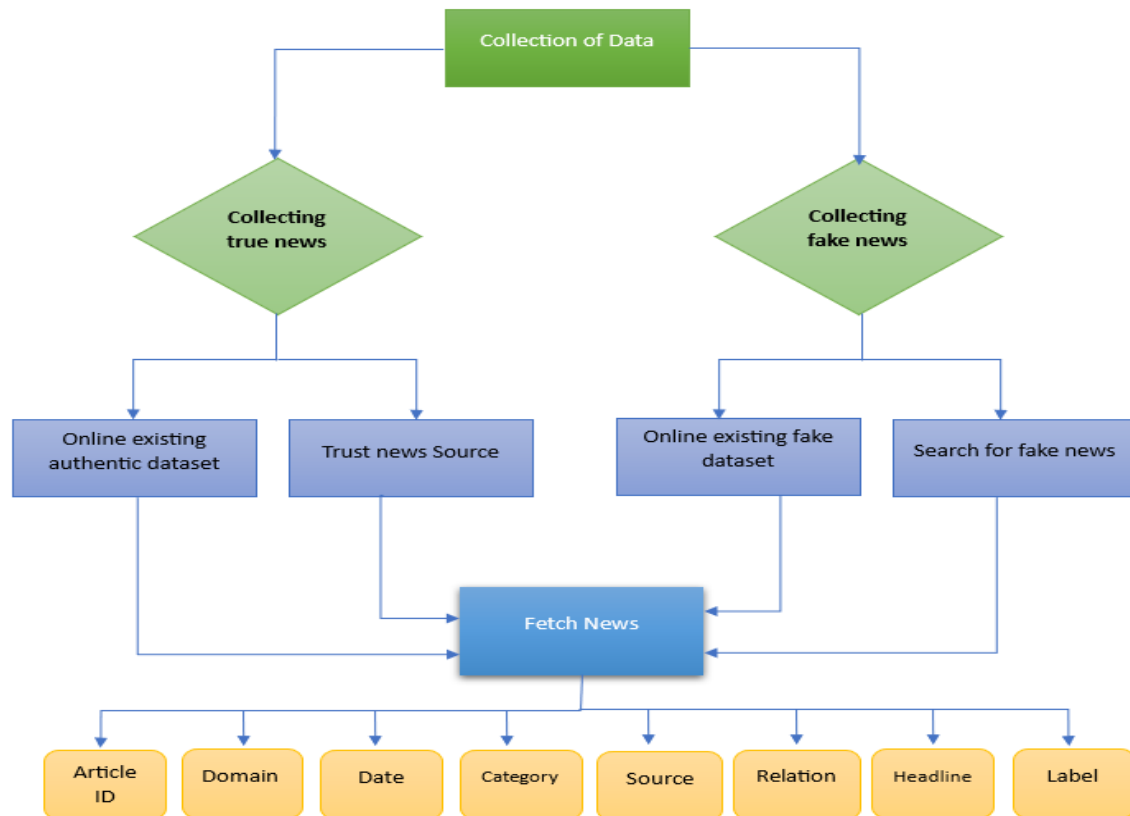 Collection of Data
Collecting
true news
Collecting
fake news
Online existing
authentic dataset
Trust news Source
Online existing fake
dataset
Search for fake news
Fetch News
Article
ID
Domain
Date
Category
Source
Relation
Headline
Label